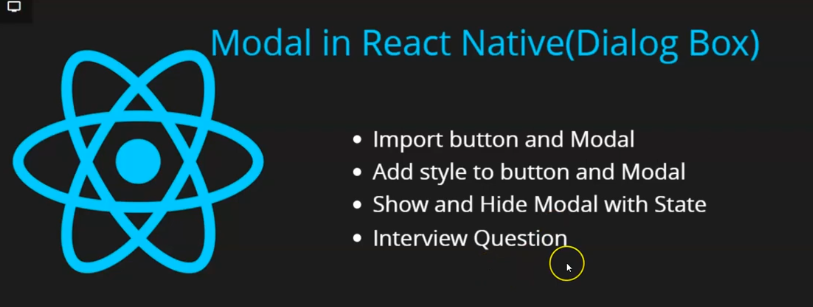 Modal in React Native(Dialog Box)
• Import button and Modal
• Add style to button and Modal
• Show and Hide Modal with State
• Interview Question